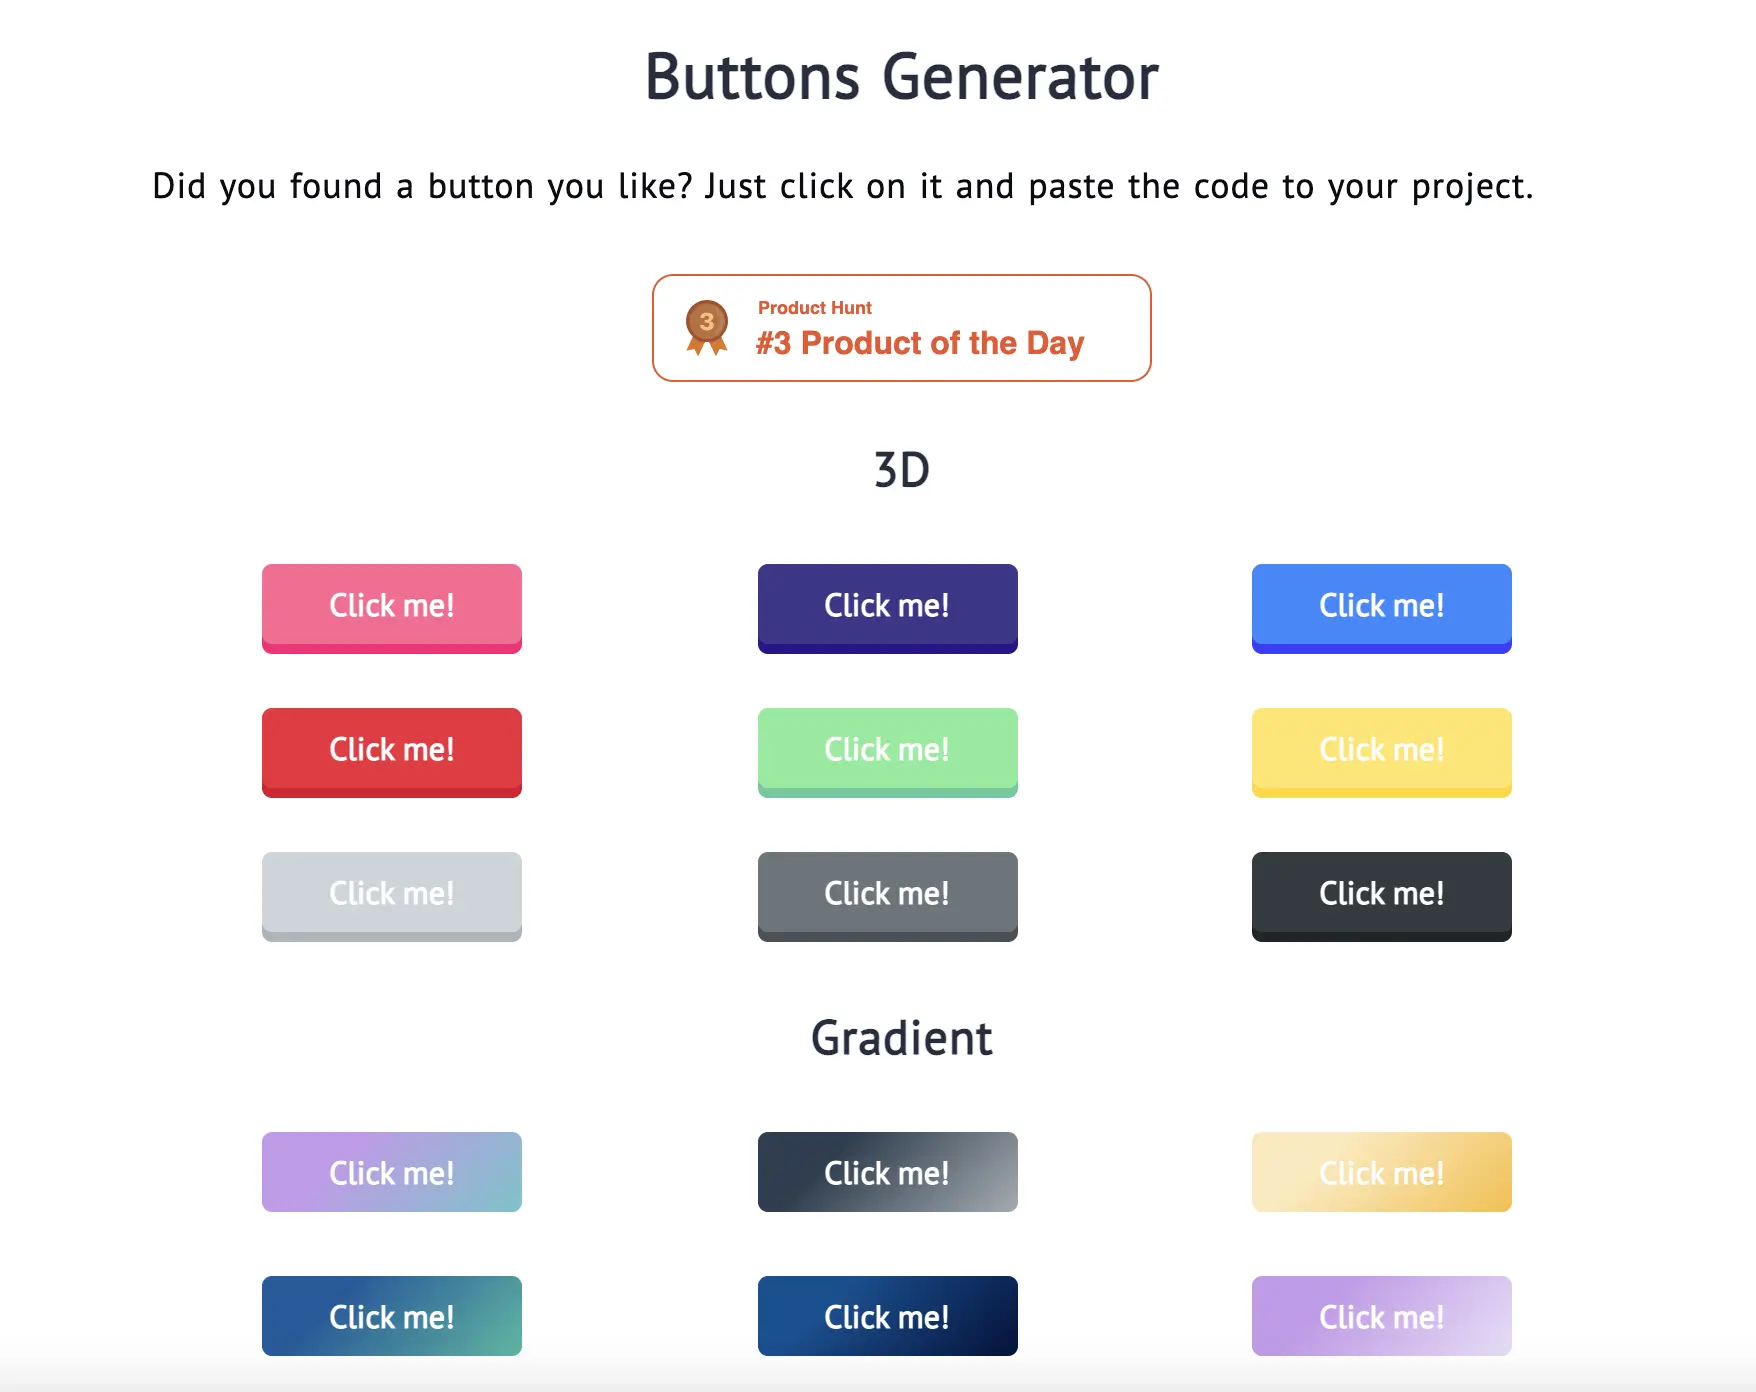 Buttons Generator
Did you found a button you like? Just click on it and paste the code to your project.
3
Product Hunt
#3 Product of the Day
3D
Click me! Click me! Click me!
Click me! Click me! Click me!
Click me! Click me! Click me!
Gradient
Click me! Click me! Click me!
Click me! Click me! Click me!